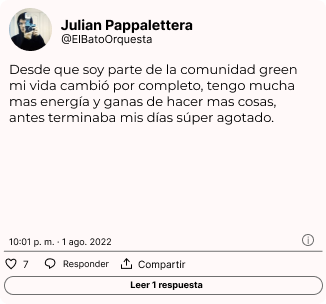 Julian Pappalettera
@ElBatoOrquesta
Desde que soy parte de la comunidad green
mi vida cambió por completo, tengo mucha
mas energía y ganas de hacer mas cosas,
antes terminaba mis días súper agotado.
10:01 p. m. · 1 ago. 2022
7 Responder Compartir
Leer 1 respuesta